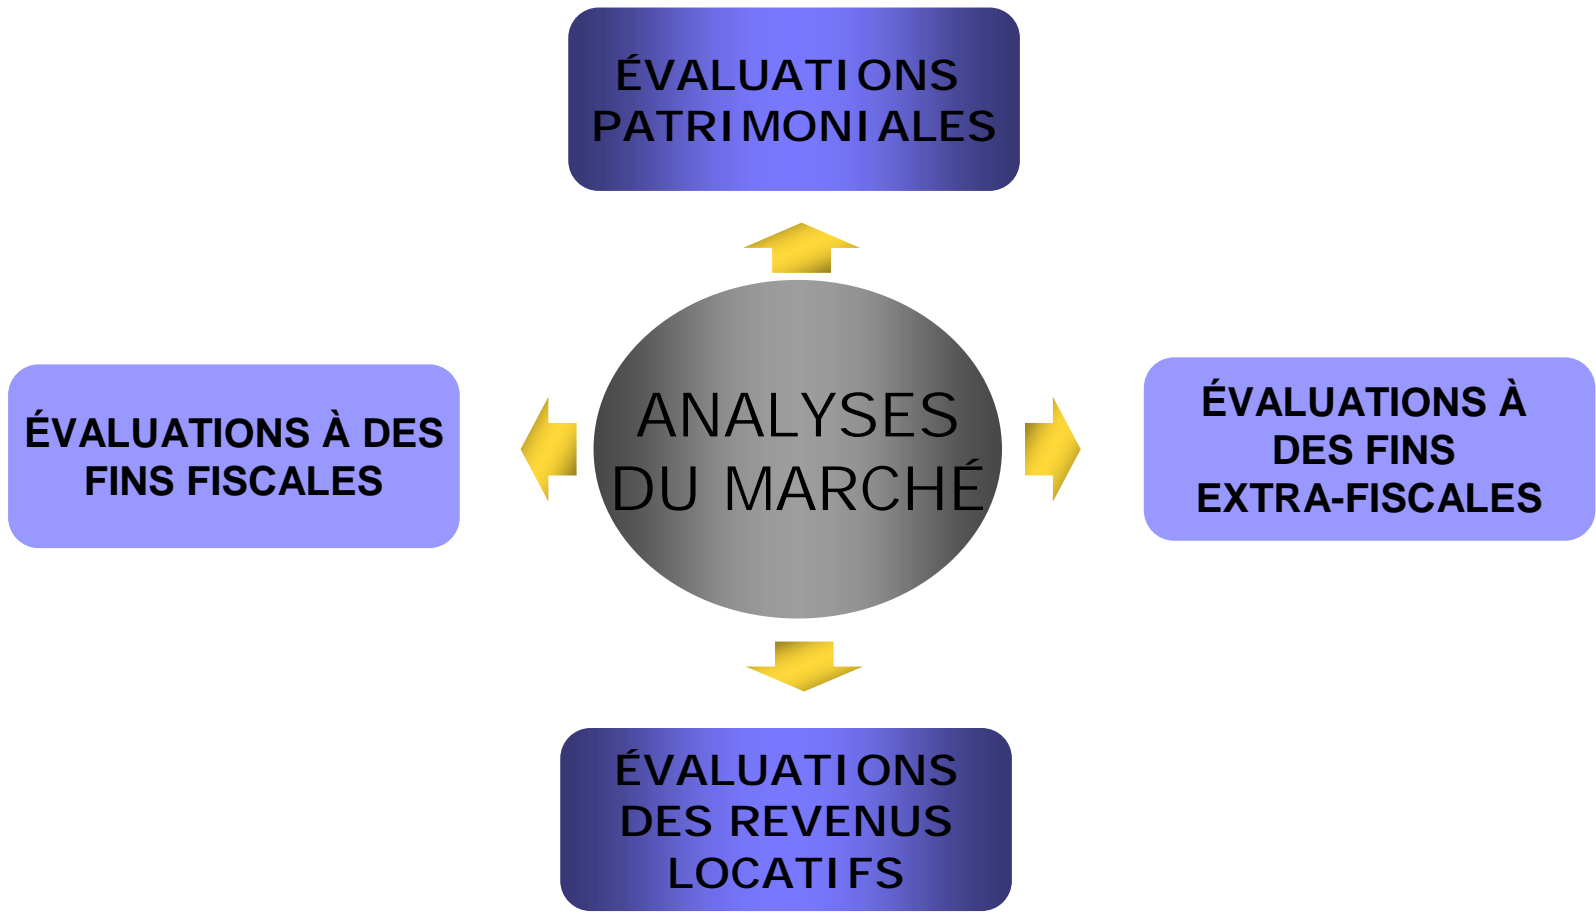 ÉVALUATIONS
PATRIMONIALES
ÉVALUATIONS À DES
FINS FISCALES
ANALYSES
DU MARCHÉ
ÉVALUATIONS À
DES FINS
EXTRA-FISCALES
ÉVALUATIONS
DES REVENUS
LOCATIFS